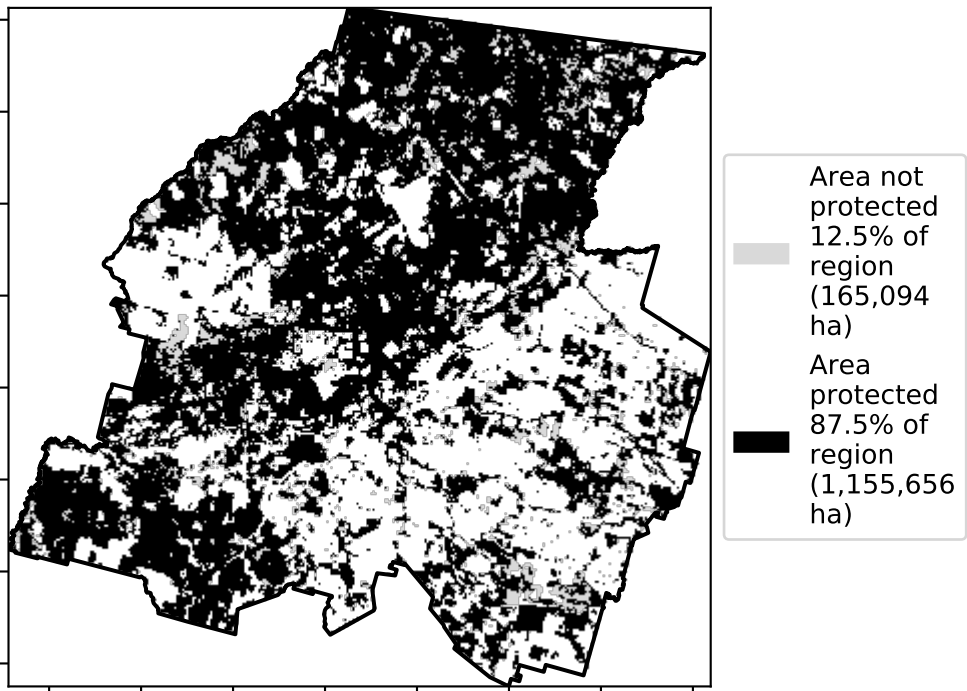 Area not
protected
12.5% of
region
(165,094
ha)
Area
protected
87.5% of
region
(1,155,656
ha)